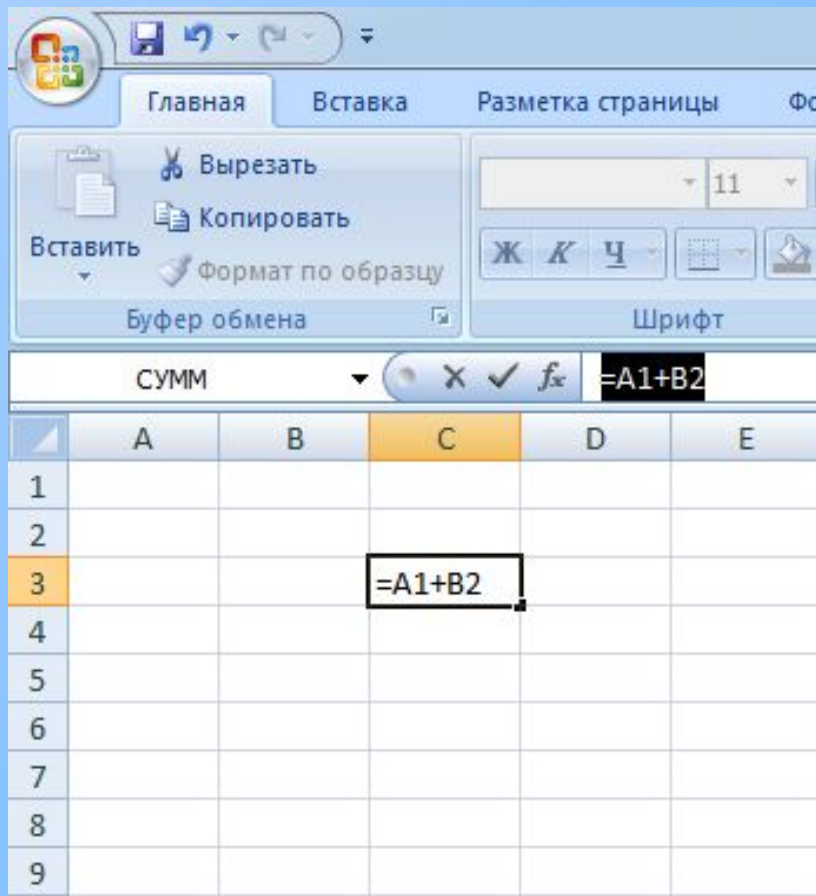 Главная Вставка Разметка страницы Фо
Вставить
Вырезать
Копировать
Формат по образцу
Буфер обмена
11
Ж К Ч
Шрифт
СУММ fx =A1+B2
A B C D E
1
2
3 =A1+B2
4
5
6
7
8
9